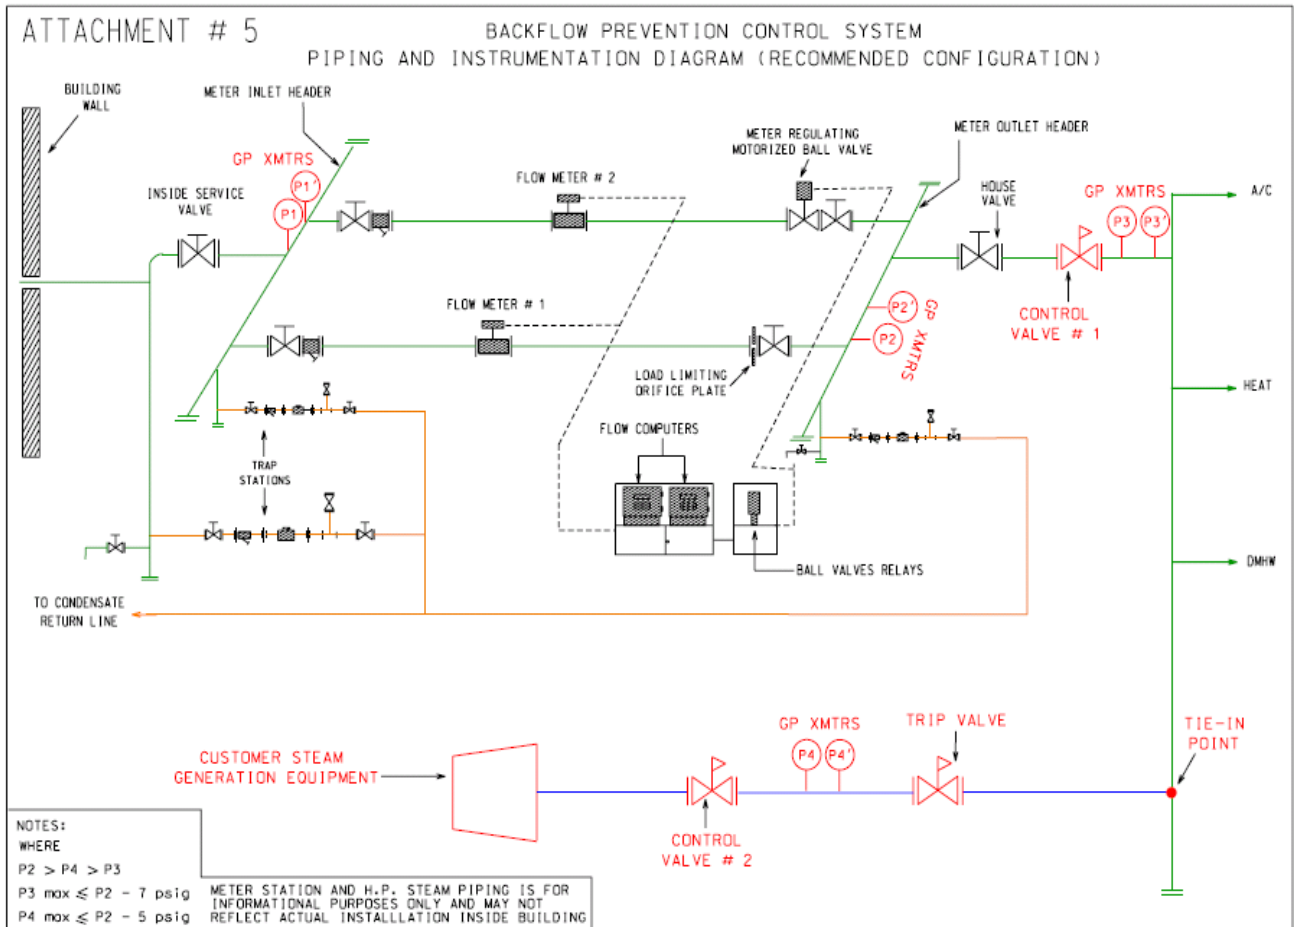 ATTACHMENT # 5
BACKFLOW PREVENTION CONTROL SYSTEM
PIPING AND INSTRUMENTATION DIAGRAM (RECOMMENDED CONFIGURATION)
BUILDING
WALL
METER INLET HEADER
GP XMTRS
P1'
P1
INSIDE SERVICE
VALVE
FLOW METER # 2
METER REGULATING
MOTORIZED BALL VALVE
METER OUTLET HEADER
HOUSE
VALVE
GP XMTRS
P3
P3'
A/C
FLOW METER # 1
P2'
P2
GP XMTRS
CONTROL
VALVE # 1
LOAD LIMITING
ORIFICE PLATE
HEAT
FLOW COMPUTERS
TRAP
STATIONS
BALL VALVES RELAYS
DMHW
TO CONDENSATE
RETURN LINE
CUSTOMER STEAM
GENERATION EQUIPMENT
GP XMTRS
P4
P4'
TRIP VALVE
TIE-IN
POINT
CONTROL
VALVE # 2
NOTES:
WHERE
P2 > P4 > P3
P3 max ≤ P2 - 7 psig
P4 max ≤ P2 - 5 psig
METER STATION AND H.P. STEAM PIPING IS FOR
INFORMATIONAL PURPOSES ONLY AND MAY NOT
REFLECT ACTUAL INSTALLLATION INSIDE BUILDING